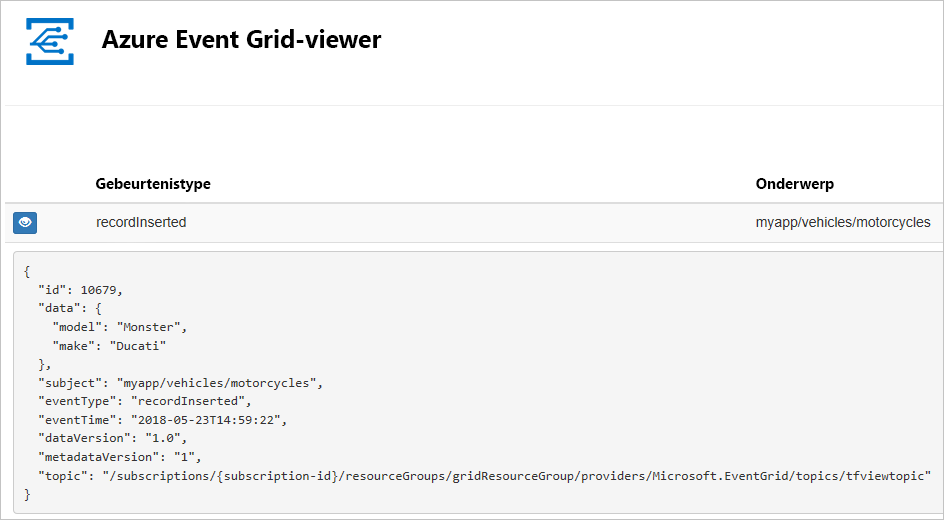 Azure Event Grid-viewer
Gebeurtenistype Onderwerp
recordInserted myapp/vehicles/motorcycles
{
  "id": 10679,
  "data": {
    "model": "Monster",
    "make": "Ducati"
  },
  "subject": "myapp/vehicles/motorcycles",
  "eventType": "recordInserted",
  "eventTime": "2018-05-23T14:59:22",
  "dataVersion": "1.0",
  "metadataVersion": "1",
  "topic": "/subscriptions/{subscription-id}/resourceGroups/gridResourceGroup/providers/Microsoft.EventGrid/topics/tfviewtopic"
}